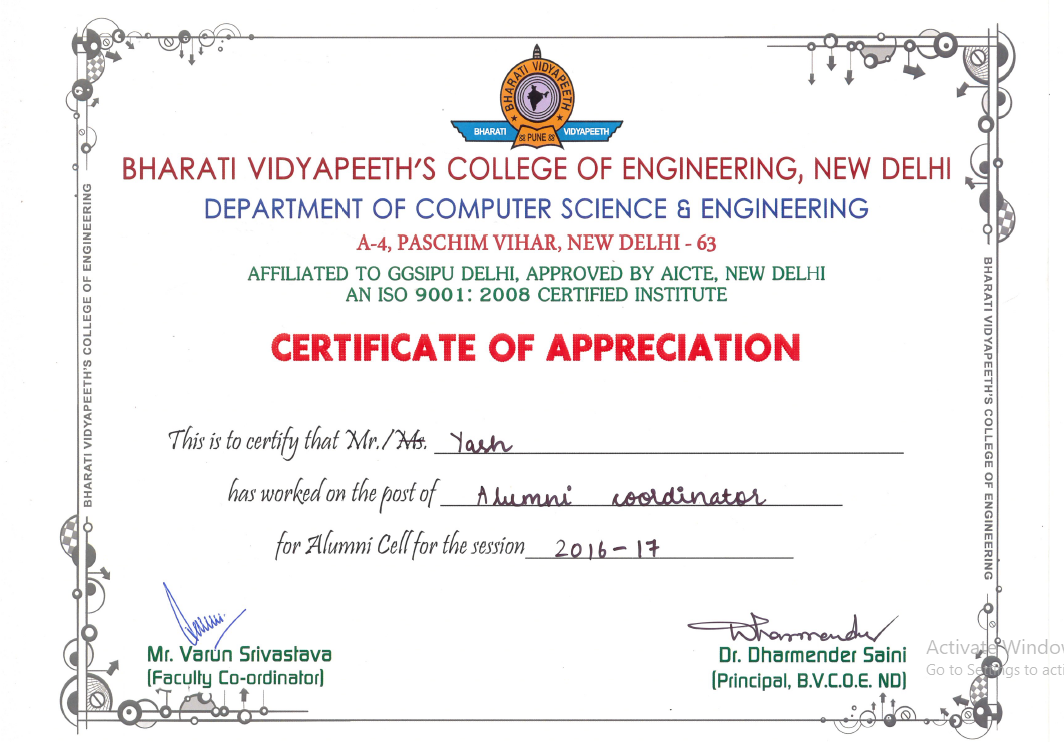 BHARATI VIDYAPEETH
BHARATI PUNE VIDYAPEETH
BHARATI VIDYAPEETH'S COLLEGE OF ENGINEERING, NEW DELHI
DEPARTMENT OF COMPUTER SCIENCE & ENGINEERING
A-4, PASCHIM VIHAR, NEW DELHI - 63
AFFILIATED TO GGSIPU DELHI, APPROVED BY AICTE, NEW DELHI
AN ISO 9001: 2008 CERTIFIED INSTITUTE
CERTIFICATE OF APPRECIATION
This is to certify that Mr./Ms. Yash
has worked on the post of Alumni coordinator
for Alumni Cell for the session 2016-17
Mr. Varun Srivastava
(Faculty Co-ordinator)
Dharmender
Dr. Dharmender Saini
(Principal, B.V.C.O.E. ND)
BHARATI VIDYAPEETH'S COLLEGE OF ENGINEERING
BHARATI VIDYAPEETH'S COLLEGE OF ENGINEERING
Activate Window
Go to Settings to acti